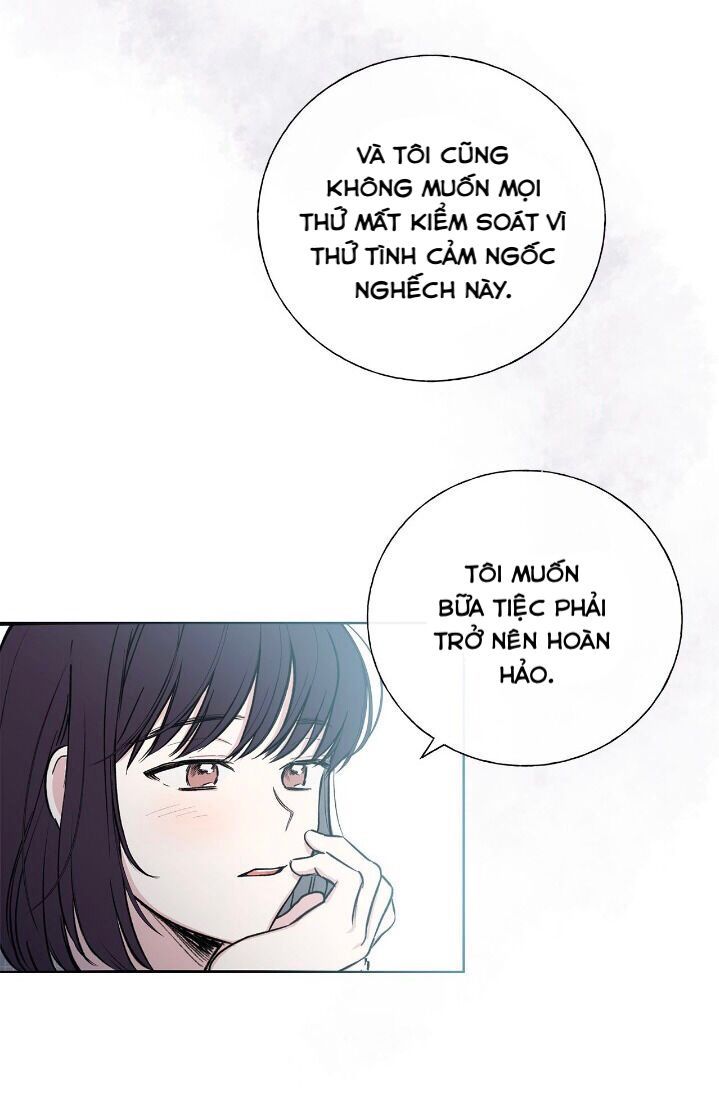 VÀ TÔI CŨNG
KHÔNG MUỐN MỌI
THỨ MẤT KIỂM SOÁT VÌ
THỨ TÌNH CẢM NGỐC
NGHẾCH NÀY.
TÔI MUỐN
BỮA TIỆC PHẢI
TRỞ NÊN HOÀN
HẢO.